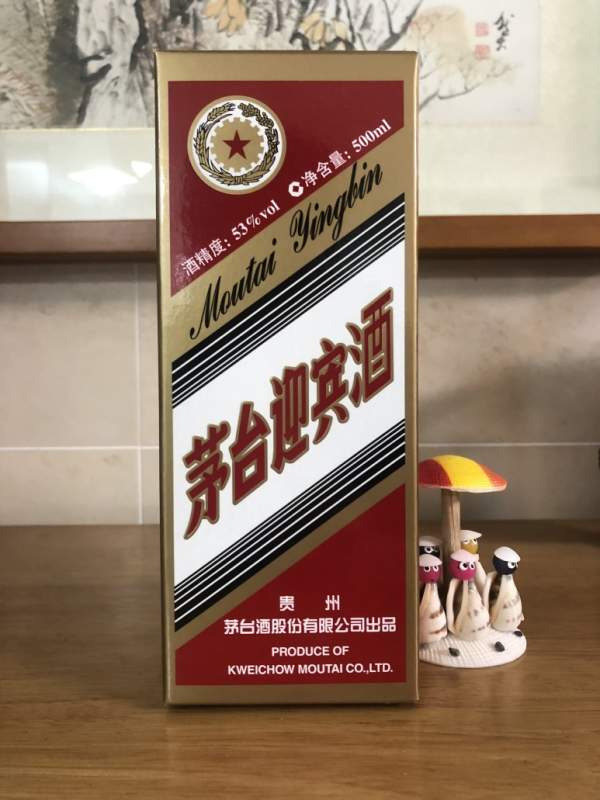 酒精度：53%vol 净含量：500ml
Moutai Yingbin
茅台迎宾酒
贵 州
茅台酒股份有限公司出品
PRODUCE OF
KWEICHOW MOUTAI CO.,LTD.